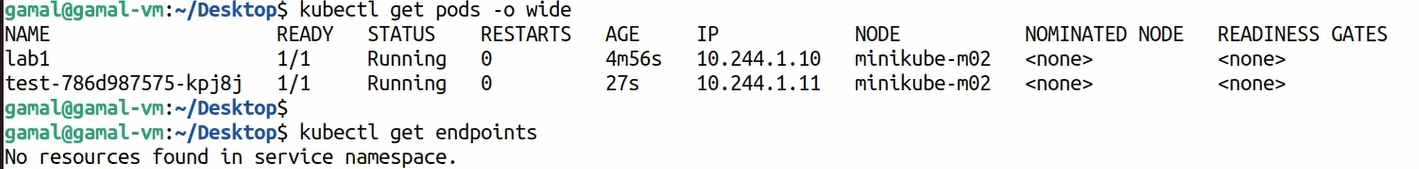 gamal@gamal-vm:~/Desktop$ kubectl get pods -o wide
NAME                    READY   STATUS    RESTARTS   AGE     IP            NODE           NOMINATED NODE   READINESS GATES
lab1                    1/1     Running   0          4m56s   10.244.1.10   minikube-m02   <none>           <none>
test-786d987575-kpj8j   1/1     Running   0          27s     10.244.1.11   minikube-m02   <none>           <none>
gamal@gamal-vm:~/Desktop$
gamal@gamal-vm:~/Desktop$ kubectl get endpoints
No resources found in service namespace.